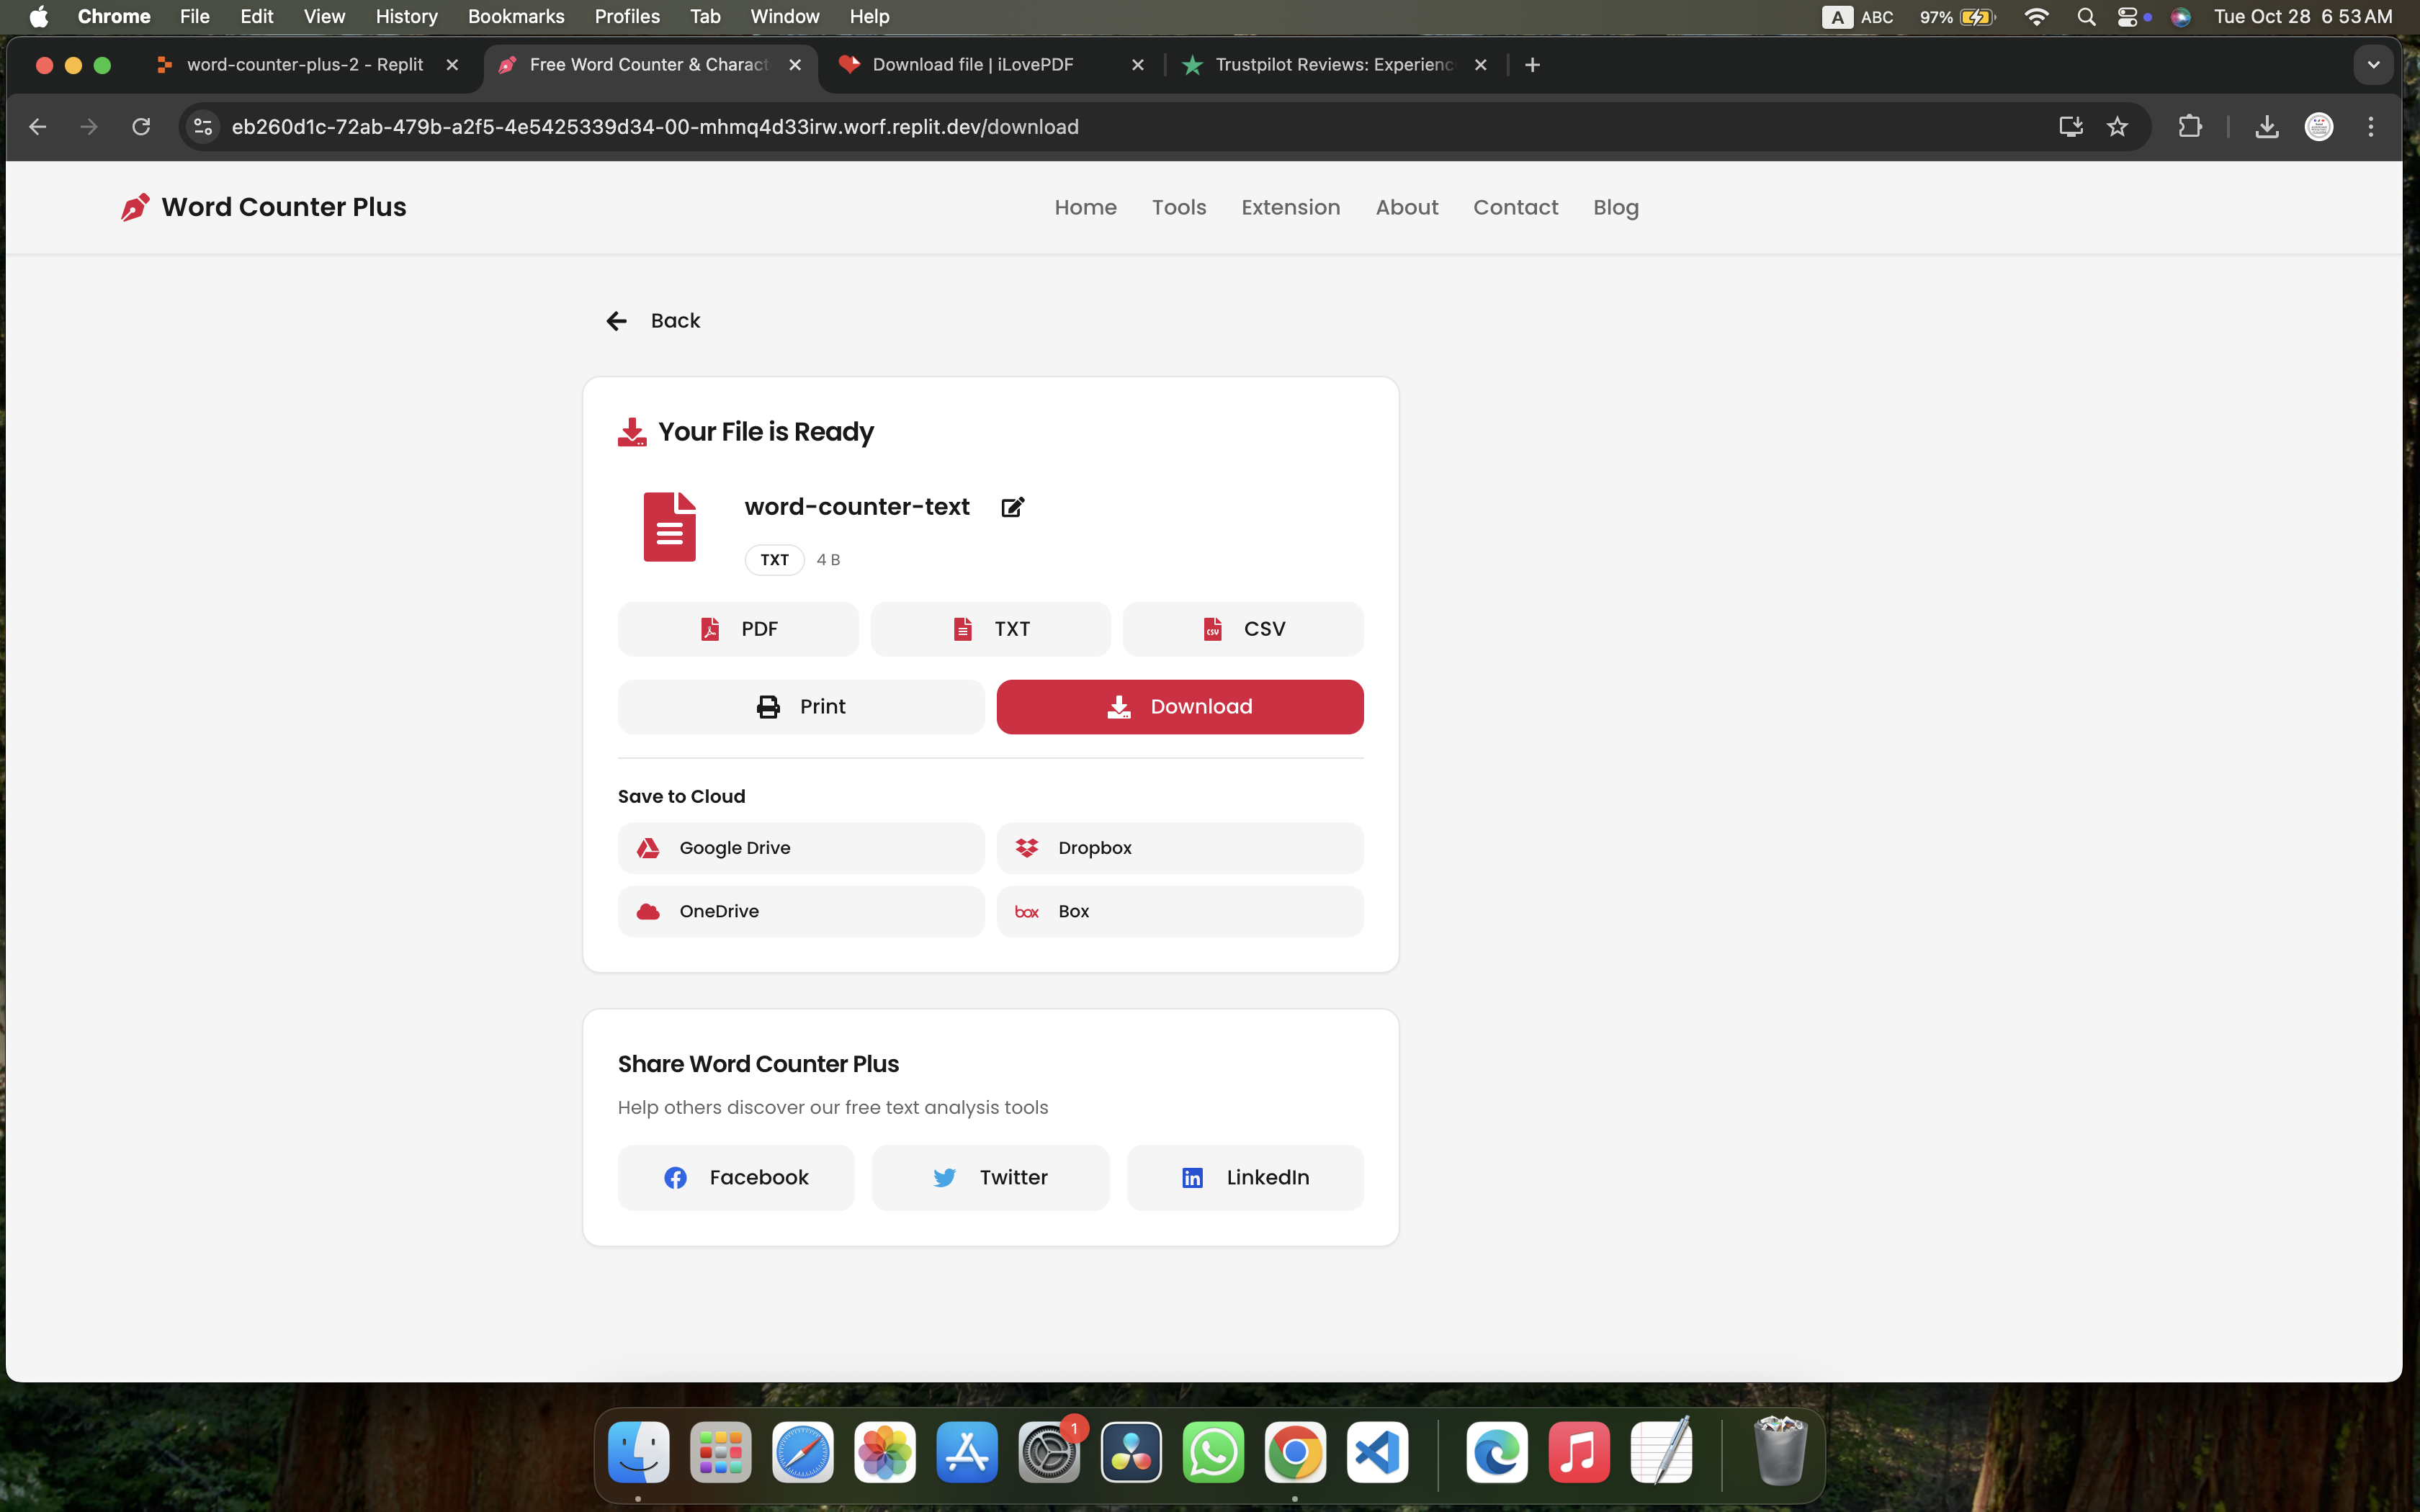 Chrome File Edit View History Bookmarks Profiles Tab Window Help A ABC 97% Tue Oct 28 6 53 AM
word-counter-plus-2 - Replit Free Word Counter & Charact Download file | iLovePDF Trustpilot Reviews: Experienc
eb260d1c-72ab-479b-a2f5-4e5425339d34-00-mhmq4d33irw.worf.replit.dev/download
Word Counter Plus Home Tools Extension About Contact Blog
Back
Your File is Ready
word-counter-text
TXT 4 B
PDF TXT CSV CSV
Print Download
Save to Cloud
Google Drive Dropbox
OneDrive box Box
Share Word Counter Plus
Help others discover our free text analysis tools
Facebook in Twitter LinkedIn
1